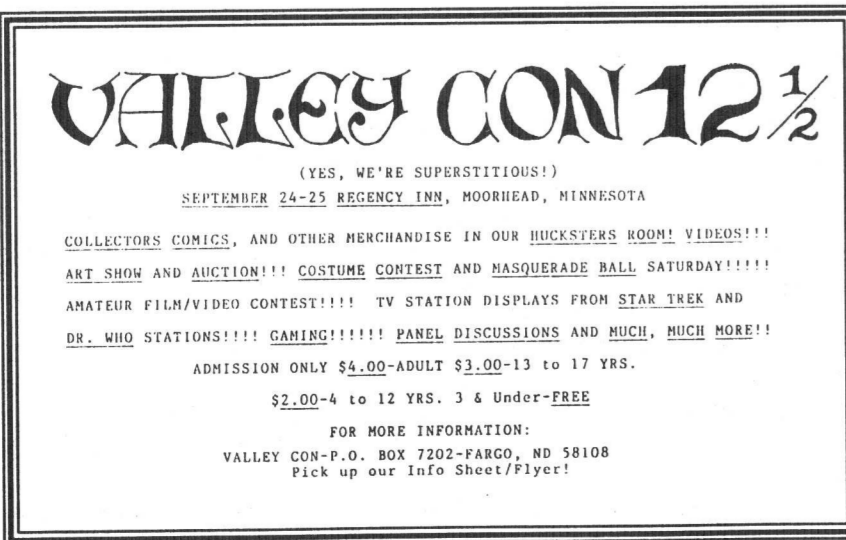 VALLEY CON 12 1/2
(YES, WE'RE SUPERSTITIOUS!)
SEPTEMBER 24-25 REGENCY INN, MOORHEAD, MINNESOTA
COLLECTORS COMICS, AND OTHER MERCHANDISE IN OUR HUCKSTERS ROOM! VIDEOS!!!
ART SHOW AND AUCTION!!! COSTUME CONTEST AND MASQUERADE BALL SATURDAY!!!!!
AMATEUR FILM/VIDEO CONTEST!!!! TV STATION DISPLAYS FROM STAR TREK AND
DR. WHO STATIONS!!!! GAMING!!!!!! PANEL DISCUSSIONS AND MUCH, MUCH MORE!!
ADMISSION ONLY $4.00-ADULT $3.00-13 to 17 YRS.
$2.00-4 to 12 YRS. 3 & Under-FREE
FOR MORE INFORMATION:
VALLEY CON-P.O. BOX 7202-FARGO, ND 58108
Pick up our Info Sheet/Flyer!